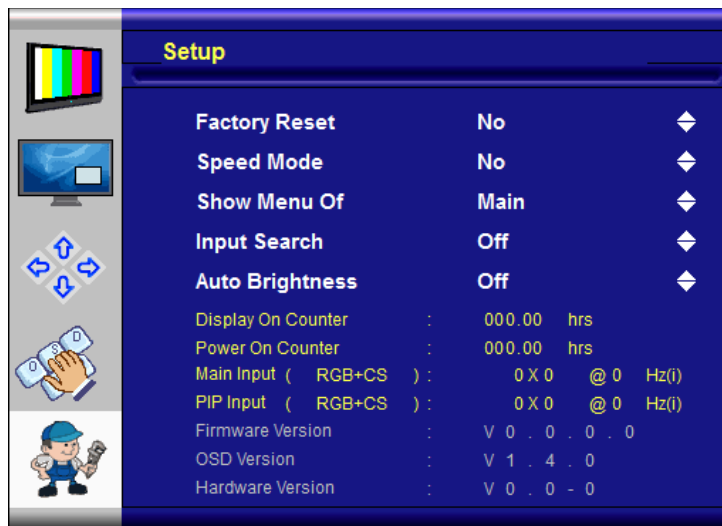 Setup
Factory Reset No
Speed Mode No
Show Menu Of Main
Input Search Off
Auto Brightness Off
Display On Counter : 000.00 hrs
Power On Counter : 000.00 hrs
Main Input ( RGB+CS ) : 0 X 0 @ 0 Hz(i)
PIP Input ( RGB+CS ) : 0 X 0 @ 0 Hz(i)
Firmware Version : V 0 . 0 . 0 . 0
OSD Version : V 1 . 4 . 0
Hardware Version : V 0 . 0 - 0
O
S
D